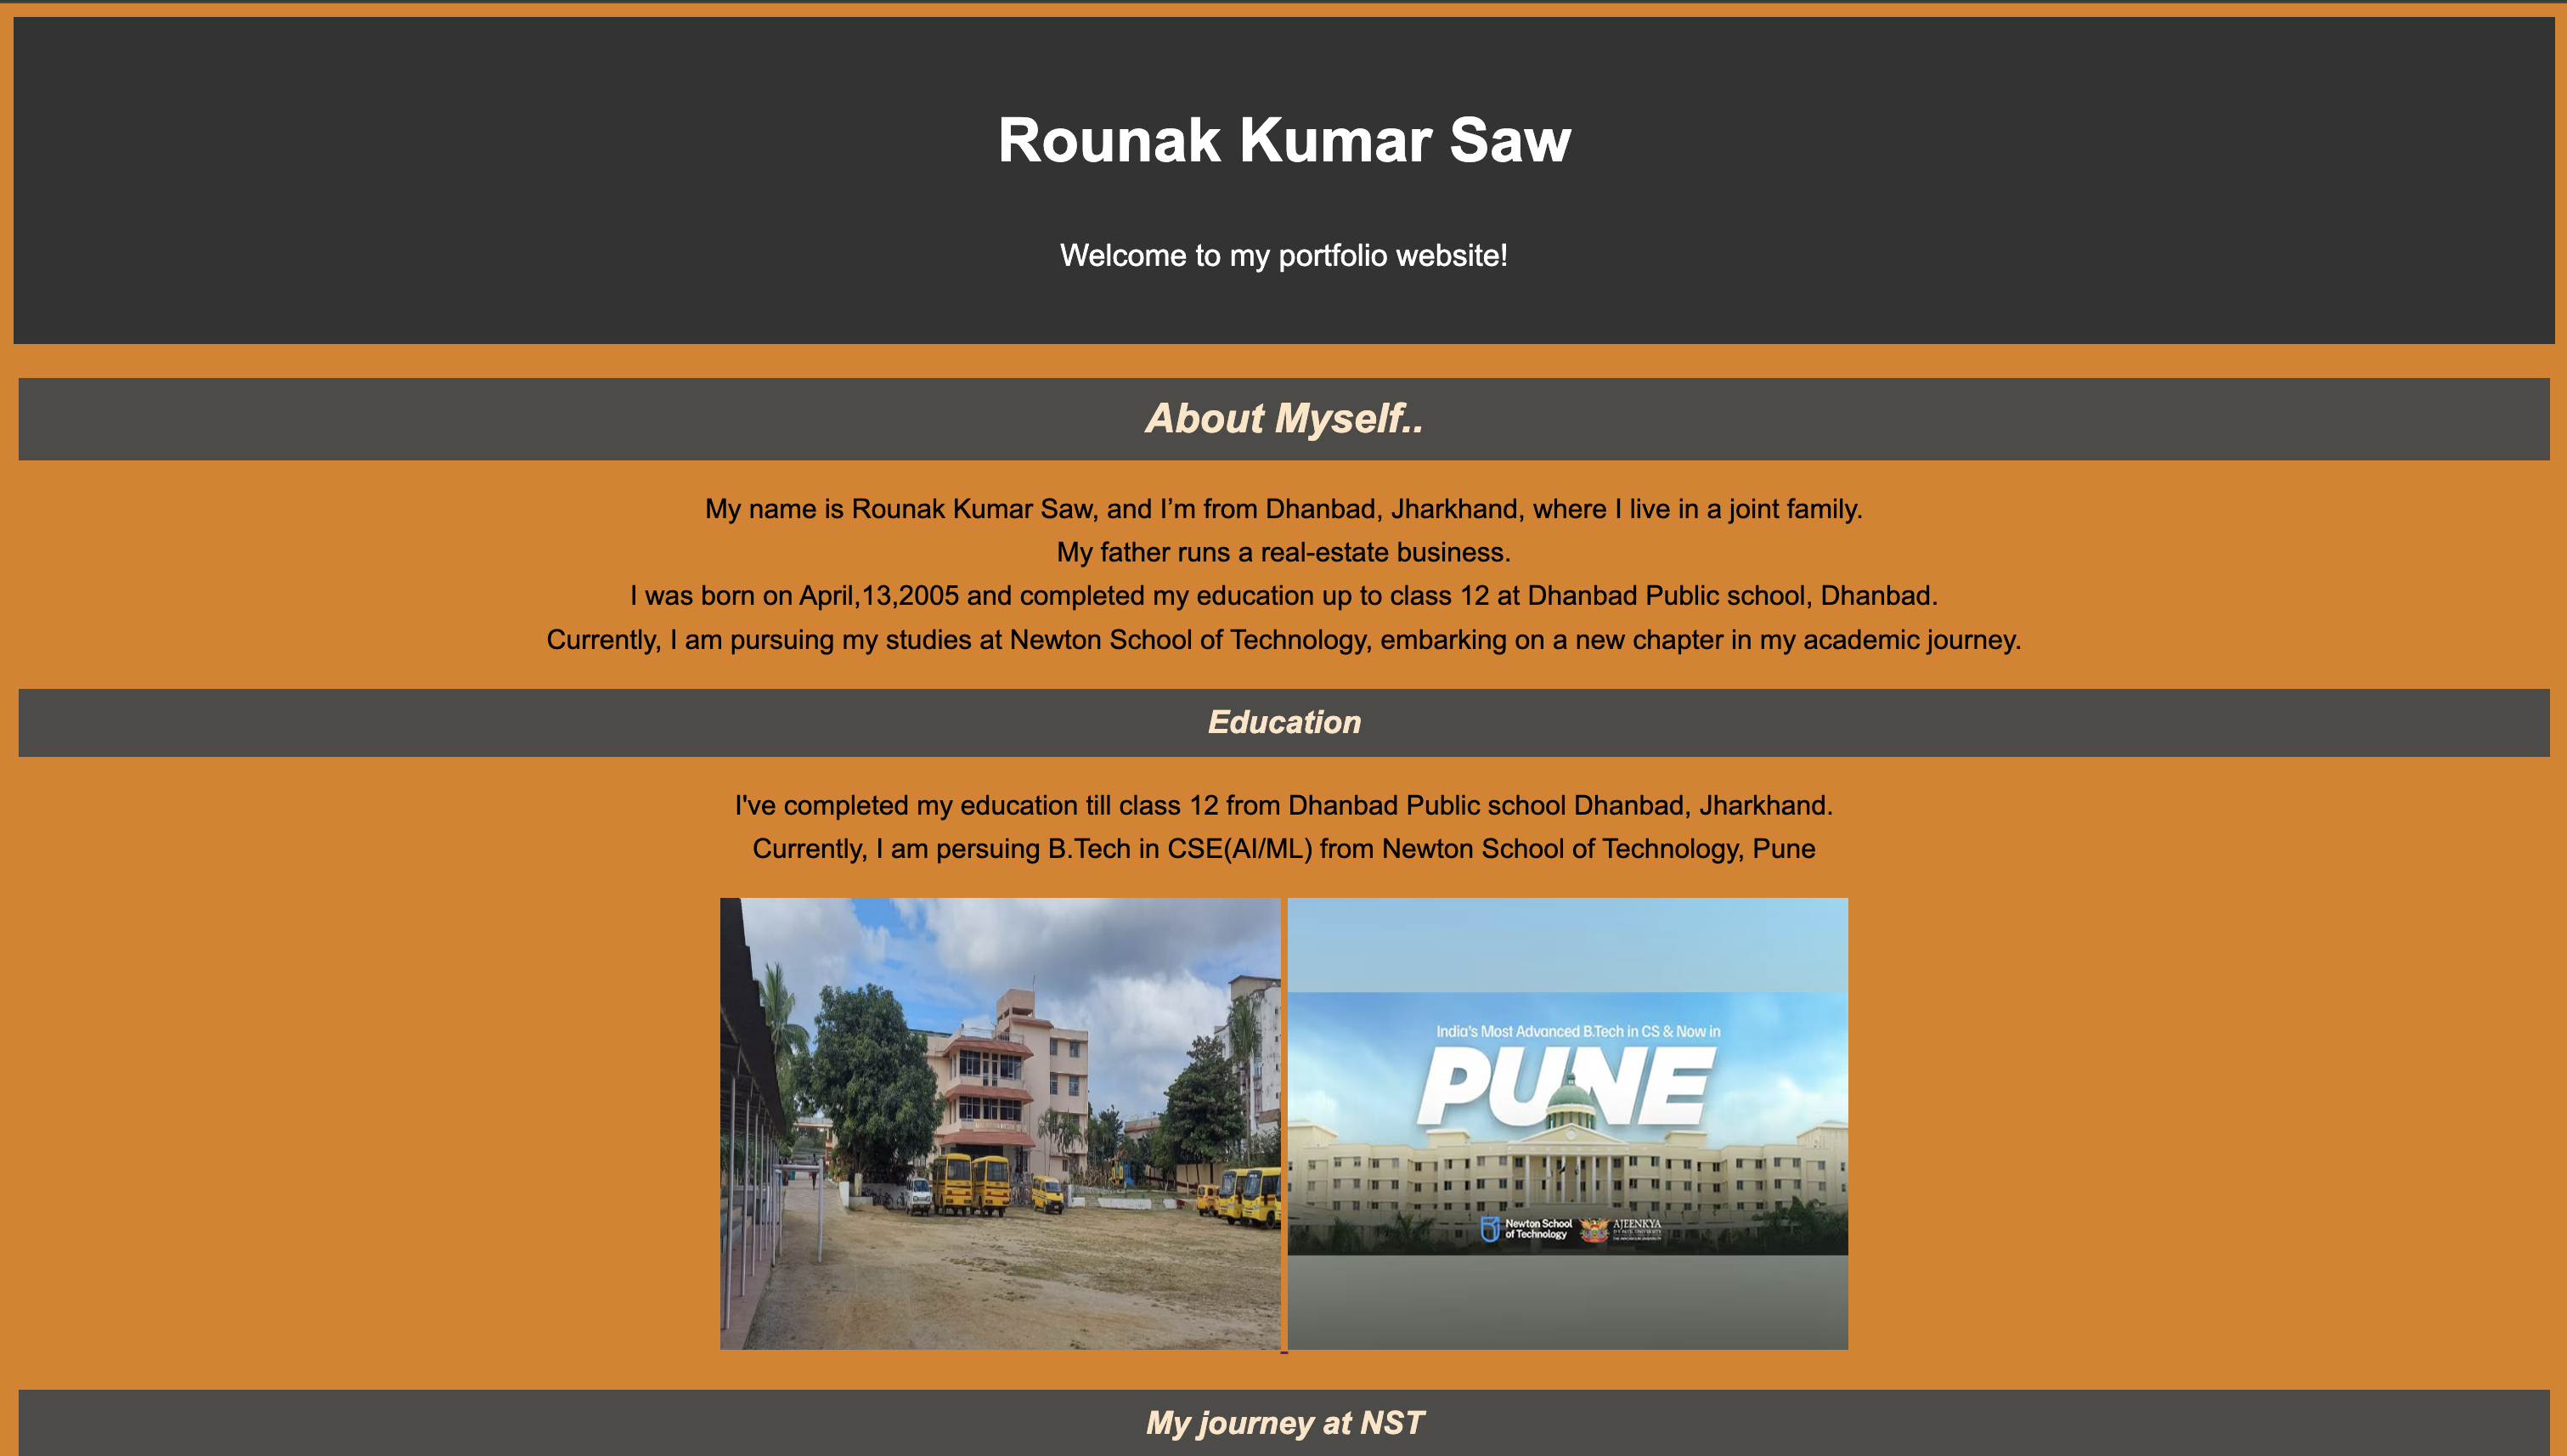 Rounak Kumar Saw
Welcome to my portfolio website!
About Myself..
My name is Rounak Kumar Saw, and I’m from Dhanbad, Jharkhand, where I live in a joint family.
My father runs a real-estate business.
I was born on April,13,2005 and completed my education up to class 12 at Dhanbad Public school, Dhanbad.
Currently, I am pursuing my studies at Newton School of Technology, embarking on a new chapter in my academic journey.
Education
I've completed my education till class 12 from Dhanbad Public school Dhanbad, Jharkhand.
Currently, I am persuing B.Tech in CSE(AI/ML) from Newton School of Technology, Pune
India's Most Advanced B.Tech in CS & Now in
PUNE
Newton School
of Technology
AJEENKYA
My journey at NST